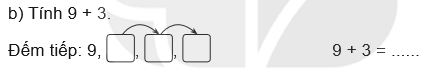 b) Tính 9 + 3.
Đếm tiếp: 9, , , 9 + 3 = ......